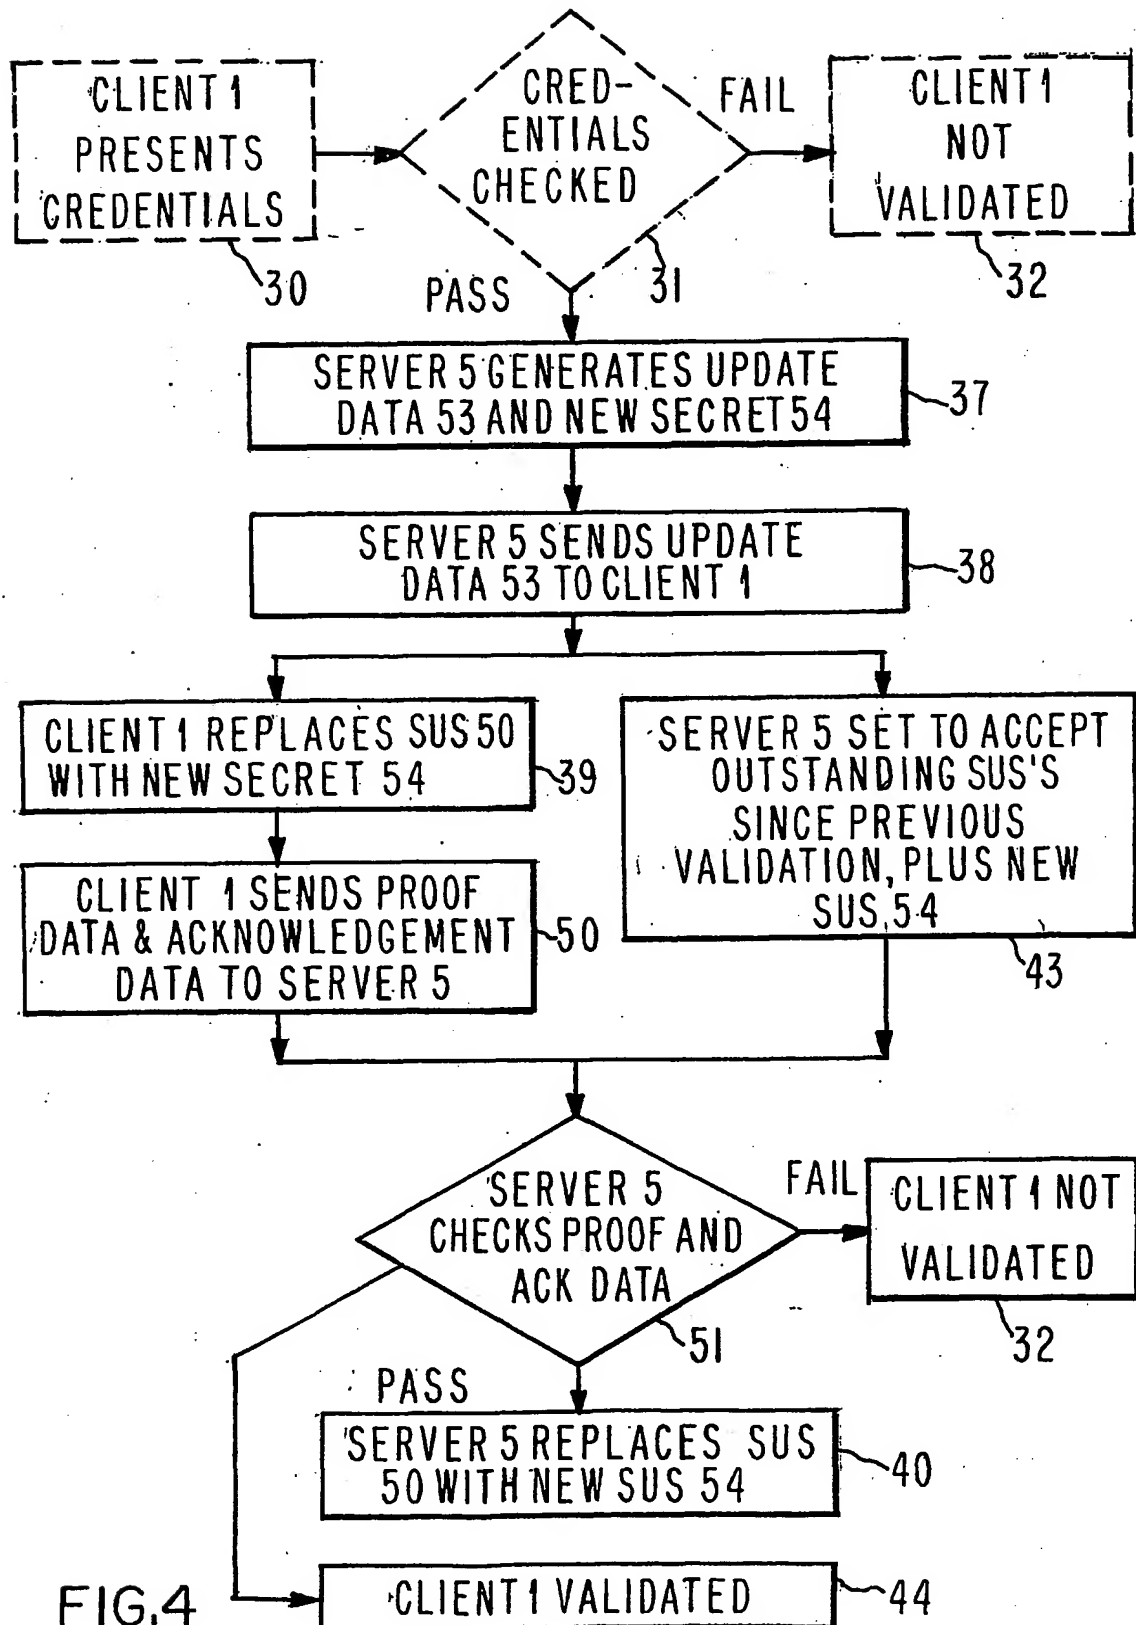 CLIENT 1
PRESENTS
CREDENTIALS
30
CRED-
ENTIALS
CHECKED
31
FAIL
CLIENT 1
NOT
VALIDATED
32
PASS
SERVER 5 GENERATES UPDATE
DATA 53 AND NEW SECRET 54
37
SERVER 5 SENDS UPDATE
DATA 53 TO CLIENT 1
38
CLIENT 1 REPLACES SUS 50
WITH NEW SECRET 54
39
CLIENT 1 SENDS PROOF
DATA & ACKNOWLEDGEMENT
DATA TO SERVER 5
50
SERVER 5 SET TO ACCEPT
OUTSTANDING SUS'S
SINCE PREVIOUS
VALIDATION, PLUS NEW
SUS 54
43
SERVER 5
CHECKS PROOF AND
ACK DATA
51
FAIL
CLIENT 1 NOT
VALIDATED
32
PASS
SERVER 5 REPLACES SUS
50 WITH NEW SUS 54
40
CLIENT 1 VALIDATED
44
FIG.4